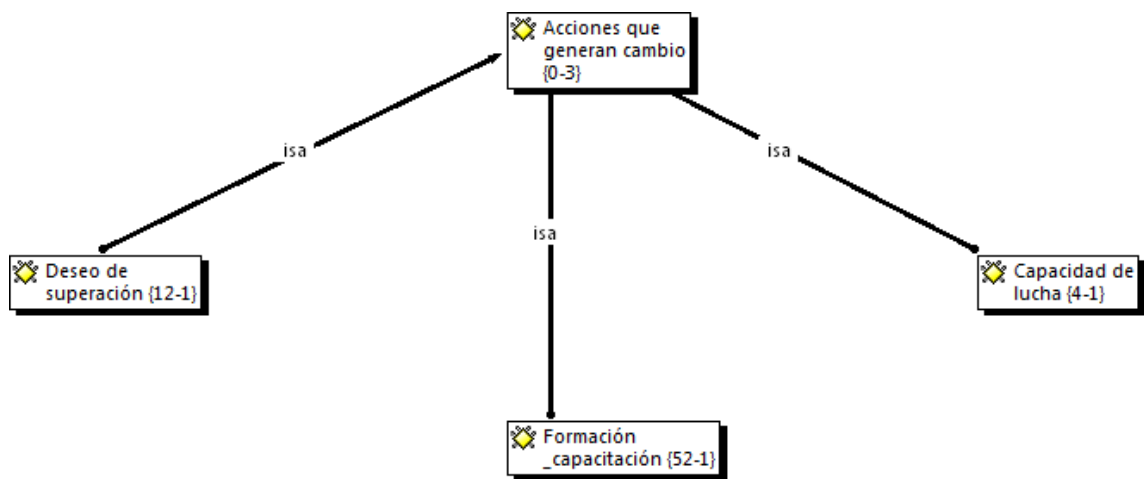 Acciones que
generan cambio
{0-3}
isa
isa
isa
Deseo de
superación {12-1}
Capacidad de
lucha {4-1}
Formación
_capacitación {52-1}